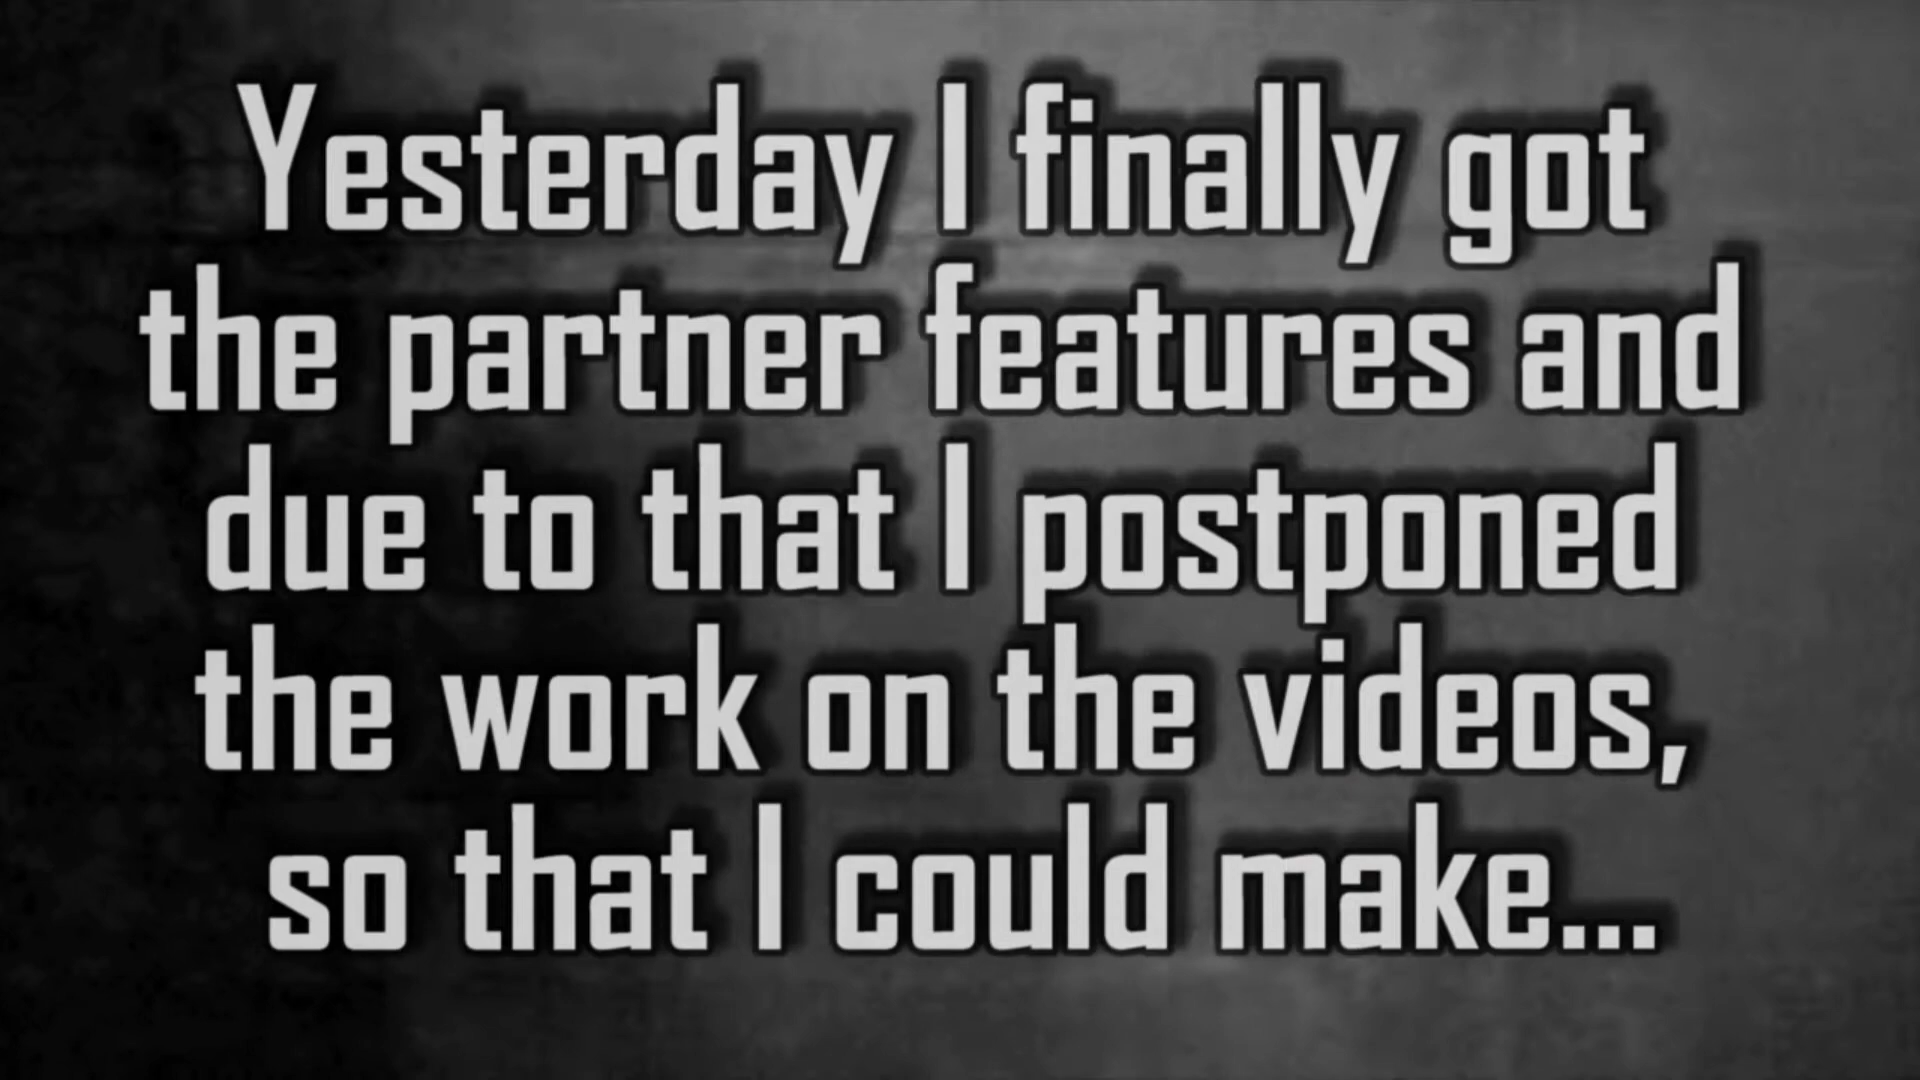 Yesterday I finally got
the partner features and
due to that I postponed
the work on the videos,
so that I could make...